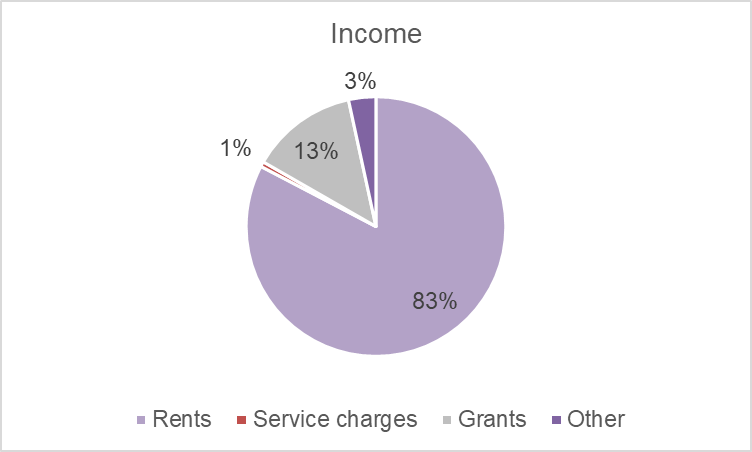 Income
3%
1%
13%
83%
Rents Service charges Grants Other